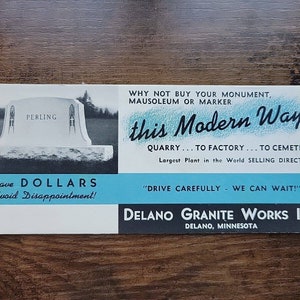 WHY NOT BUY YOUR MONUMENT,
MAUSOLEUM OR MARKER
this Modern Way
QUARRY . . . TO FACTORY . . . TO CEMETE
Largest Plant in the World SELLING DIRECT
PERLING
ave DOLLARS
void Disappointment!
"DRIVE CAREFULLY - WE CAN WAIT!"
DELANO GRANITE WORKS I
DELANO, MINNESOTA